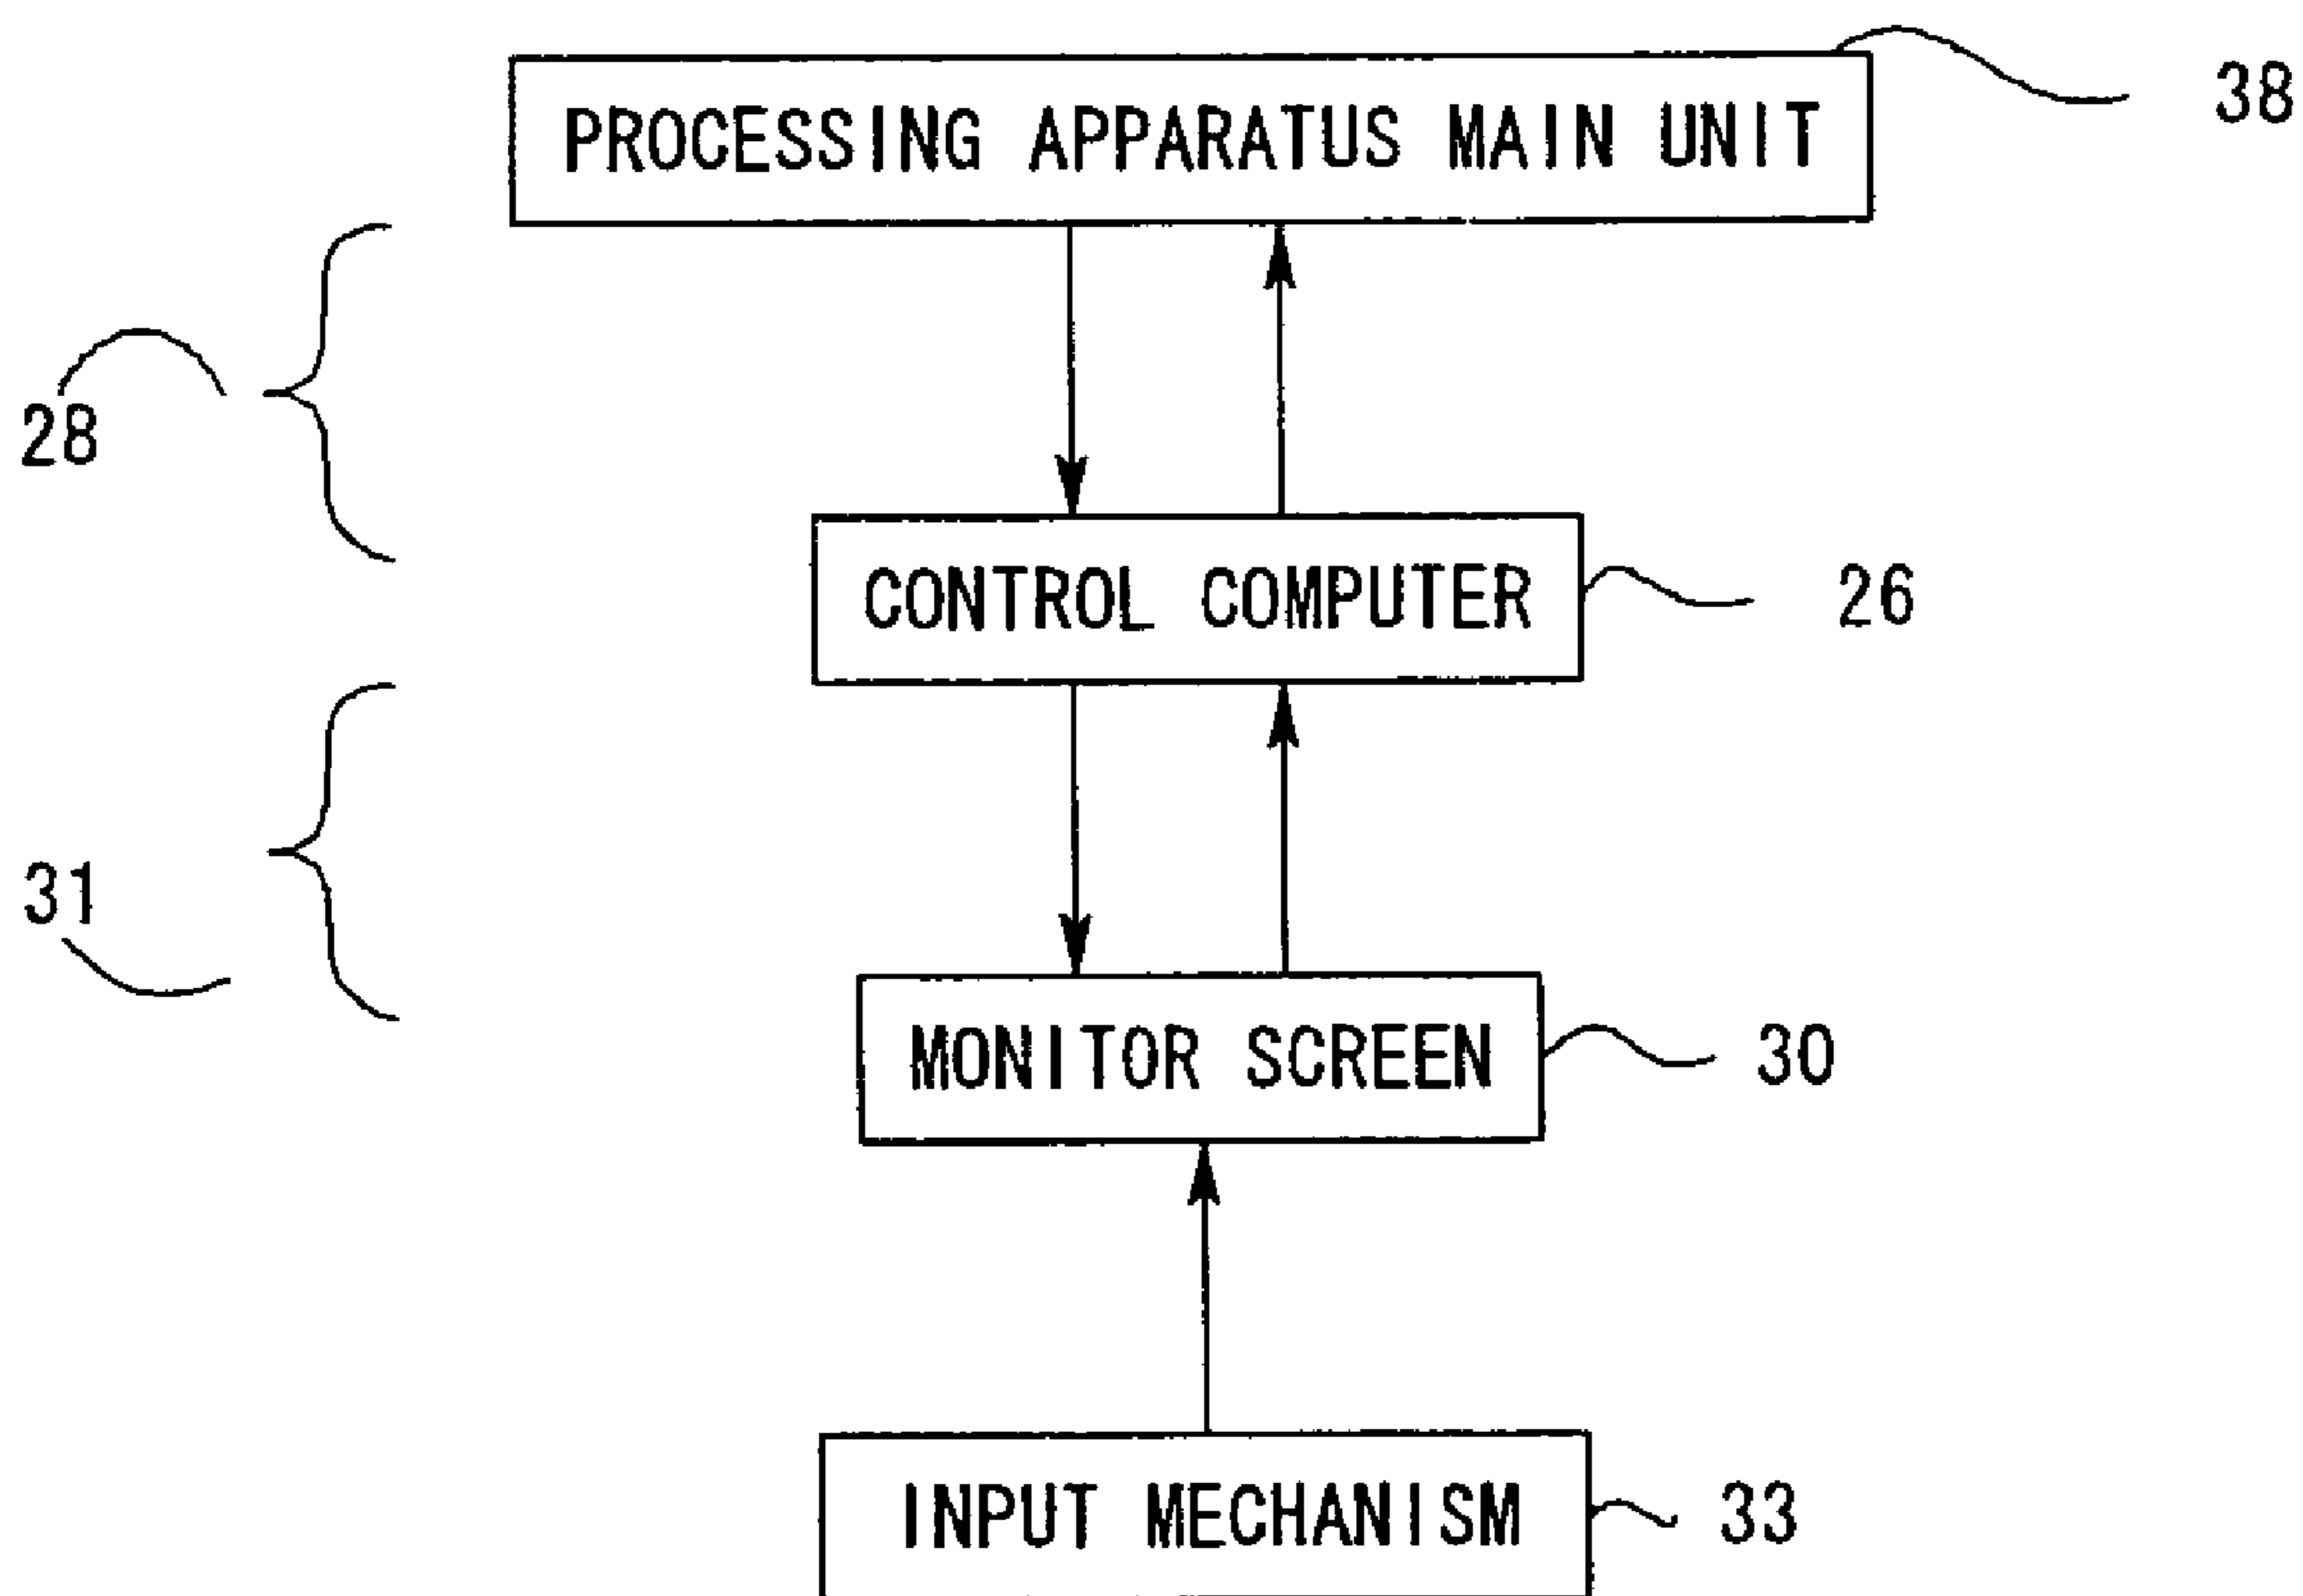 PROCESSING APPARATUS MAIN UNIT
38
28
CONTROL COMPUTER
26
31
MONITOR SCREEN
30
INPUT MECHANISM
33